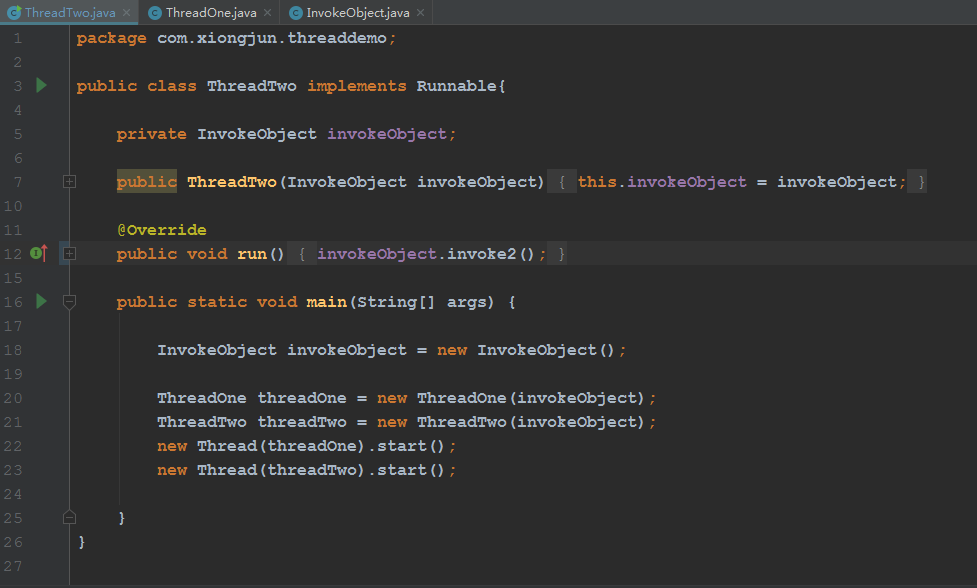 ThreadTwo.java × ThreadOne.java × InvokeObject.java ×
1 package com.xiongjun.threaddemo;
2
3 public class ThreadTwo implements Runnable{
4
5 private InvokeObject invokeObject;
6
7 public ThreadTwo(InvokeObject invokeObject) { this.invokeObject = invokeObject; }
10
11 @Override
12 public void run() { invokeObject.invoke2(); }
15
16 public static void main(String[] args) {
17
18 InvokeObject invokeObject = new InvokeObject();
19
20 ThreadOne threadOne = new ThreadOne(invokeObject);
21 ThreadTwo threadTwo = new ThreadTwo(invokeObject);
22 new Thread(threadOne).start();
23 new Thread(threadTwo).start();
24
25 }
26 }
27